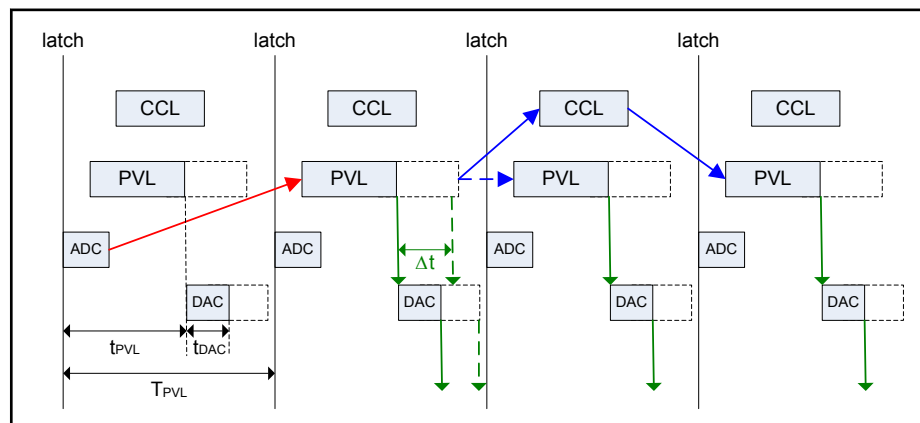 latch latch latch latch
CCL CCL CCL CCL
PVL PVL PVL PVL
ADC ADC ADC ADC
Δt
DAC DAC DAC DAC
tPVL tDAC
TPVL